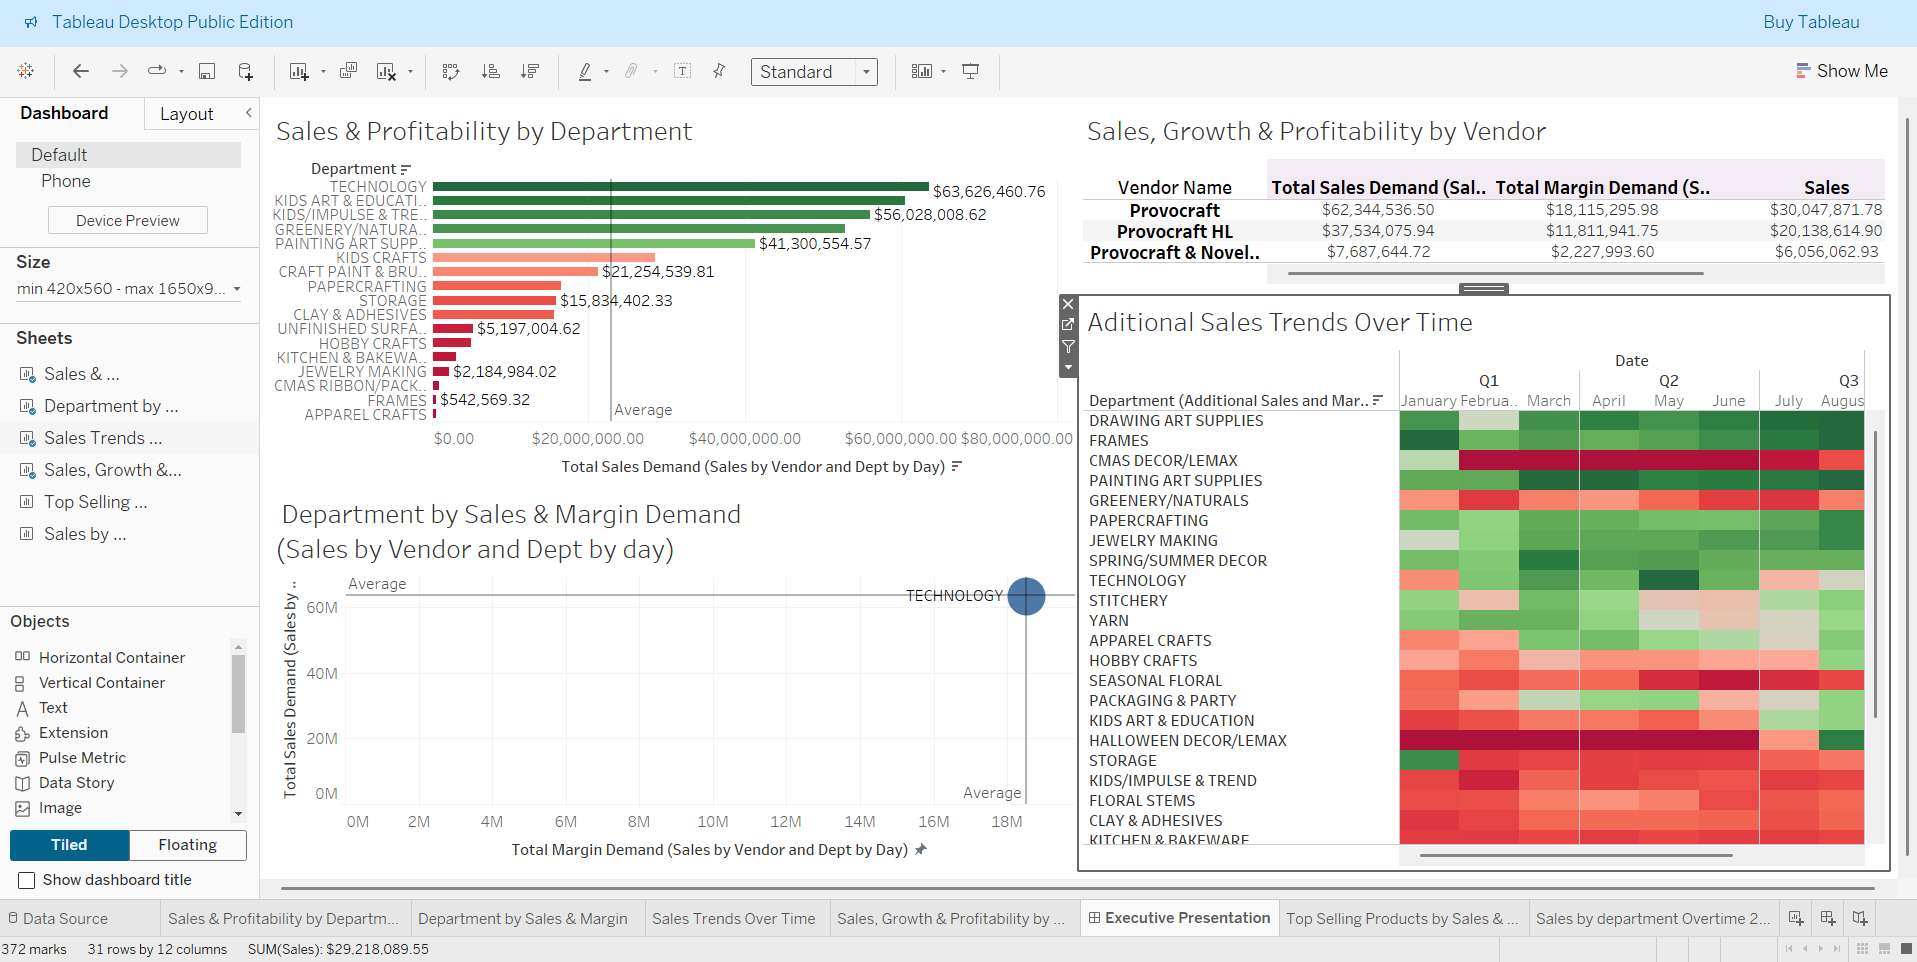 Tableau Desktop Public Edition
Buy Tableau
Standard
Show Me
Dashboard
Layout
Default
Phone
Device Preview
Size
min 420x560 - max 1650x9...
Sheets
Sales & ...
Department by ...
Sales Trends ...
Sales, Growth &...
Top Selling ...
Sales by ...
Objects
Horizontal Container
Vertical Container
Text
Extension
Pulse Metric
Data Story
Image
Tiled
Floating
Show dashboard title
Sales & Profitability by Department
Department
TECHNOLOGY
$63,626,460.76
KIDS ART & EDUCATI..
KIDS/IMPULSE & TRE..
$56,028,008.62
GREENERY/NATURA..
PAINTING ART SUPP..
$41,300,554.57
KIDS CRAFTS
CRAFT PAINT & BRU..
$21,254,539.81
PAPERCRAFTING
STORAGE
$15,834,402.33
CLAY & ADHESIVES
UNFINISHED SURFA..
$5,197,004.62
HOBBY CRAFTS
KITCHEN & BAKEWA..
JEWELRY MAKING
$2,184,984.02
CMAS RIBBON/PACK..
FRAMES
$542,569.32
APPAREL CRAFTS
Average
$0.00
$20,000,000.00
$40,000,000.00
$60,000,000.00
$80,000,000.00
Total Sales Demand (Sales by Vendor and Dept by Day)
Department by Sales & Margin Demand
(Sales by Vendor and Dept by day)
Total Sales Demand (Sales by ..
Average
TECHNOLOGY
60M
40M
20M
0M
Average
0M
2M
4M
6M
8M
10M
12M
14M
16M
18M
Total Margin Demand (Sales by Vendor and Dept by Day)
Sales, Growth & Profitability by Vendor
Vendor Name
Total Sales Demand (Sal..
Total Margin Demand (S..
Sales
Provocraft
$62,344,536.50
$18,115,295.98
$30,047,871.78
Provocraft HL
$37,534,075.94
$11,811,941.75
$20,138,614.90
Provocraft & Novel..
$7,687,644.72
$2,227,993.60
$6,056,062.93
Aditional Sales Trends Over Time
Date
Q1
Q2
Q3
Department (Additional Sales and Mar..
January
Februa..
March
April
May
June
July
Augus
DRAWING ART SUPPLIES
FRAMES
CMAS DECOR/LEMAX
PAINTING ART SUPPLIES
GREENERY/NATURALS
PAPERCRAFTING
JEWELRY MAKING
SPRING/SUMMER DECOR
TECHNOLOGY
STITCHERY
YARN
APPAREL CRAFTS
HOBBY CRAFTS
SEASONAL FLORAL
PACKAGING & PARTY
KIDS ART & EDUCATION
HALLOWEEN DECOR/LEMAX
STORAGE
KIDS/IMPULSE & TREND
FLORAL STEMS
CLAY & ADHESIVES
KITCHEN & BAKEWARE
Data Source
Sales & Profitability by Departm...
Department by Sales & Margin
Sales Trends Over Time
Sales, Growth & Profitability by ...
Executive Presentation
Top Selling Products by Sales & ...
Sales by department Overtime 2...
372 marks
31 rows by 12 columns
SUM(Sales): $29,218,089.55